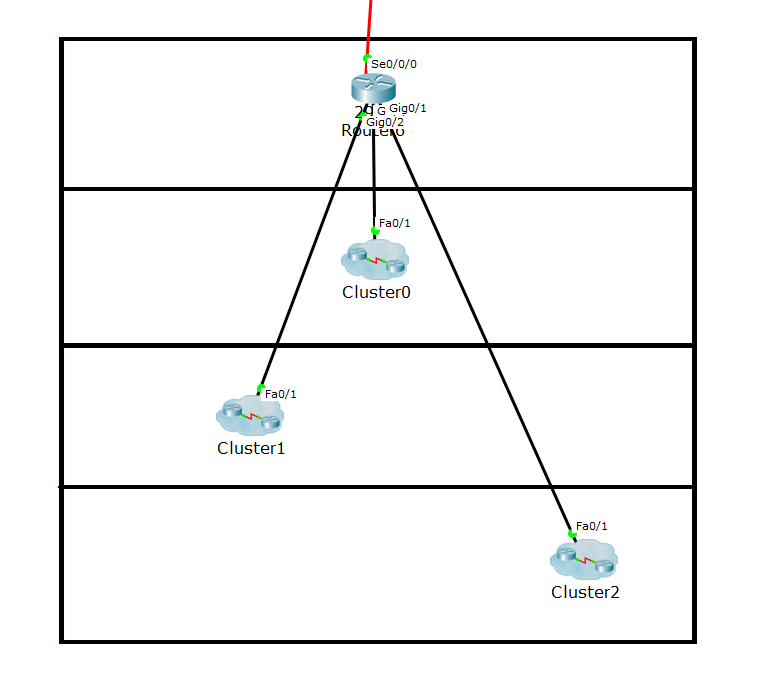 Se0/0/0
Gig0/1
Gig0/2
Fa0/1
Cluster0
Fa0/1
Cluster1
Fa0/1
Cluster2